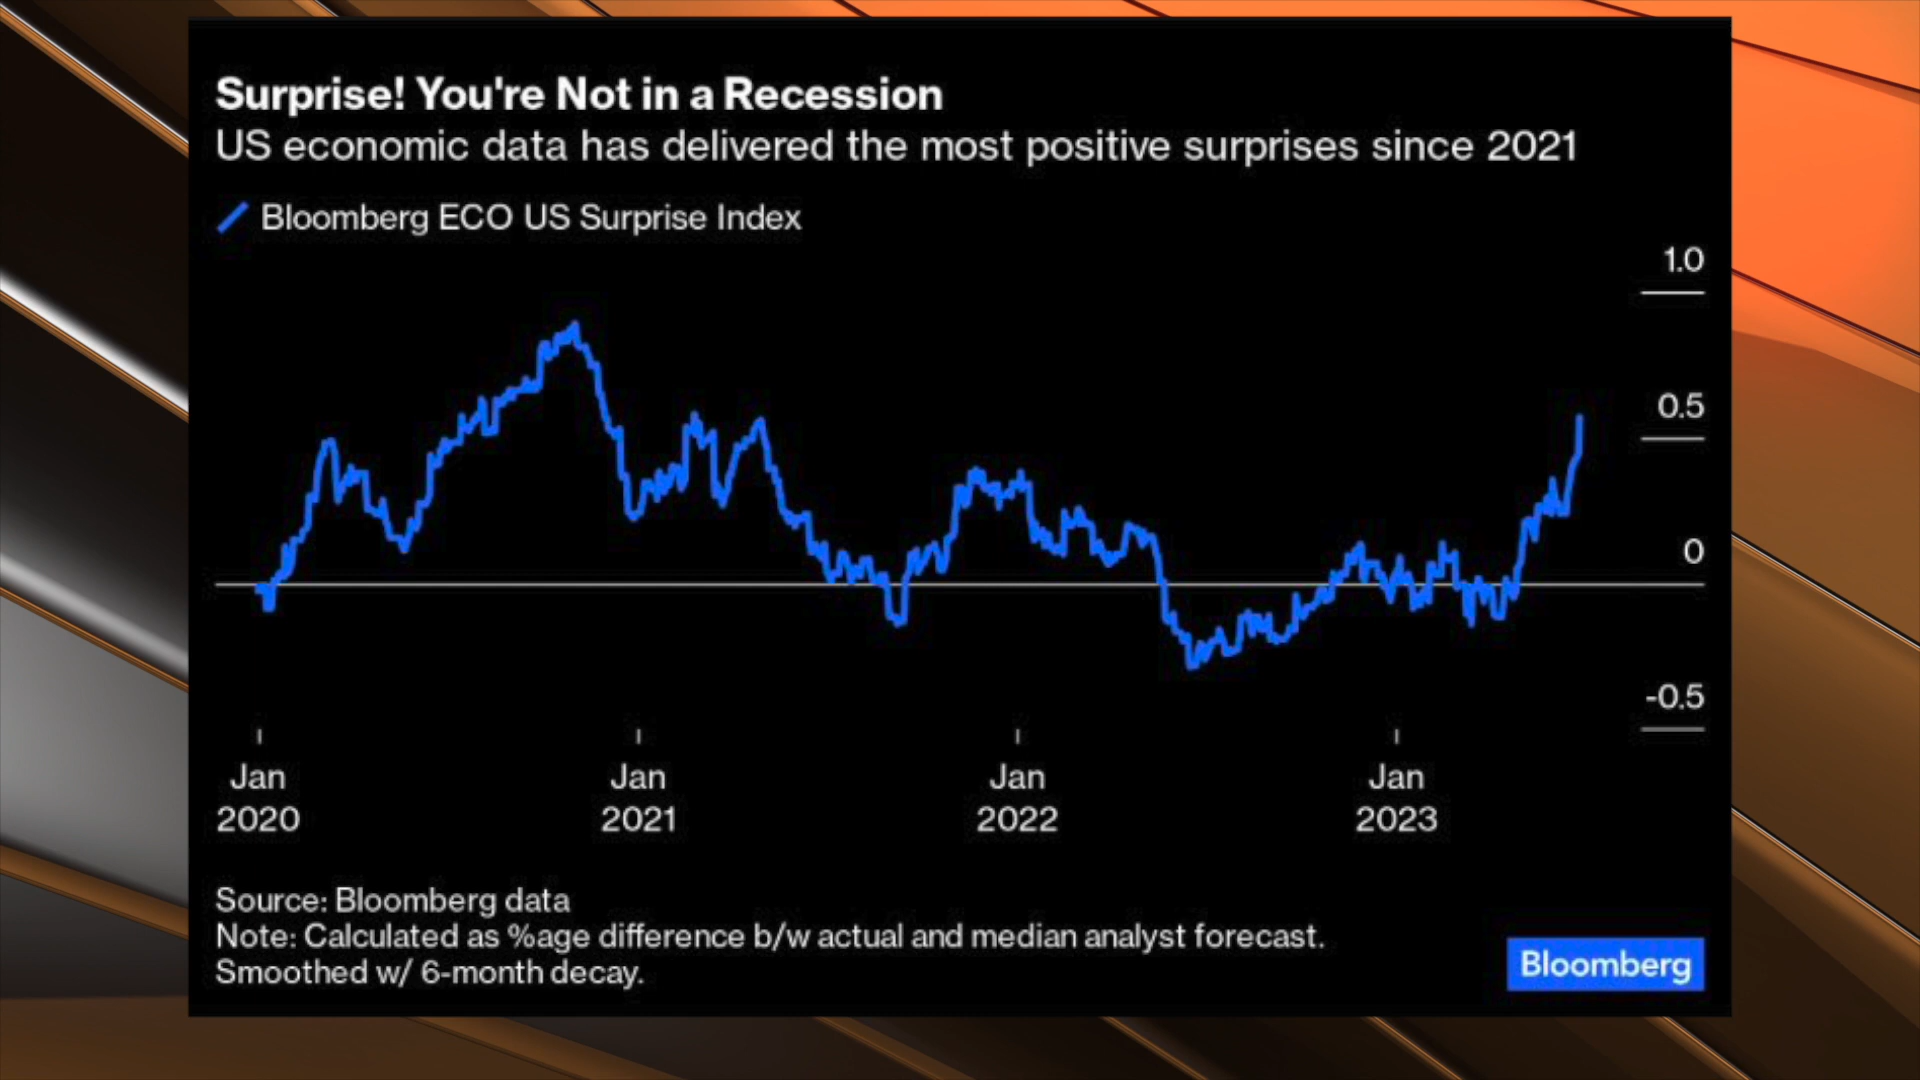 Surprise! You're Not in a Recession
US economic data has delivered the most positive surprises since 2021
Bloomberg ECO US Surprise Index
1.0
0.5
0
-0.5
Jan
2020
Jan
2021
Jan
2022
Jan
2023
Source: Bloomberg data
Note: Calculated as %age difference b/w actual and median analyst forecast.
Smoothed w/ 6-month decay.
Bloomberg